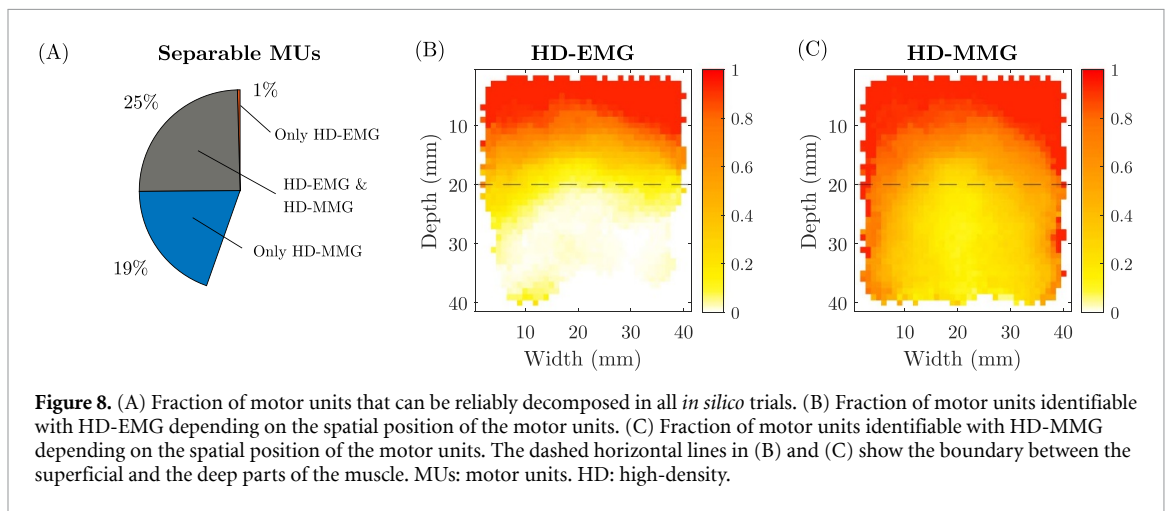 (A)
Separable MUs
25%
1%
Only HD-EMG
HD-EMG &
HD-MMG
Only HD-MMG
19%
(B)
HD-EMG
Depth (mm)
10
20
30
40
10 20 30 40
Width (mm)
1
0.8
0.6
0.4
0.2
0
(C)
HD-MMG
Depth (mm)
10
20
30
40
10 20 30 40
Width (mm)
1
0.8
0.6
0.4
0.2
0
Figure 8. (A) Fraction of motor units that can be reliably decomposed in all in silico trials. (B) Fraction of motor units identifiable
with HD-EMG depending on the spatial position of the motor units. (C) Fraction of motor units identifiable with HD-MMG
depending on the spatial position of the motor units. The dashed horizontal lines in (B) and (C) show the boundary between the
superficial and the deep parts of the muscle. MUs: motor units. HD: high-density.